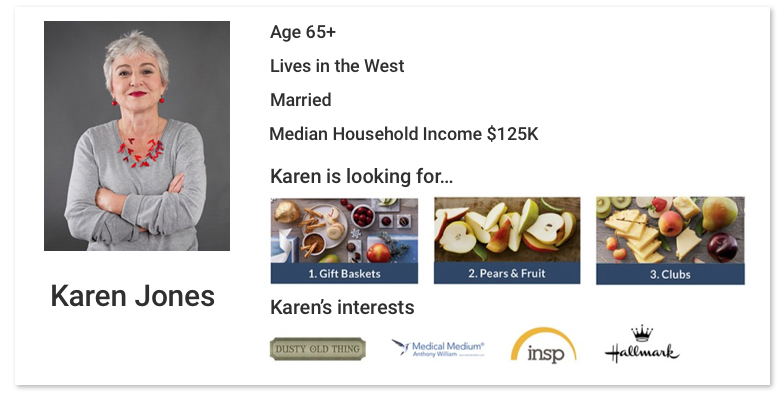 Age 65+
Lives in the West
Married
Median Household Income $125K
Karen is looking for...
1. Gift Baskets
2. Pears & Fruit
3. Clubs
Karen Jones
Karen's interests
DUSTY OLD THING
Medical Medium®
Anthony William
insp
Hallmark